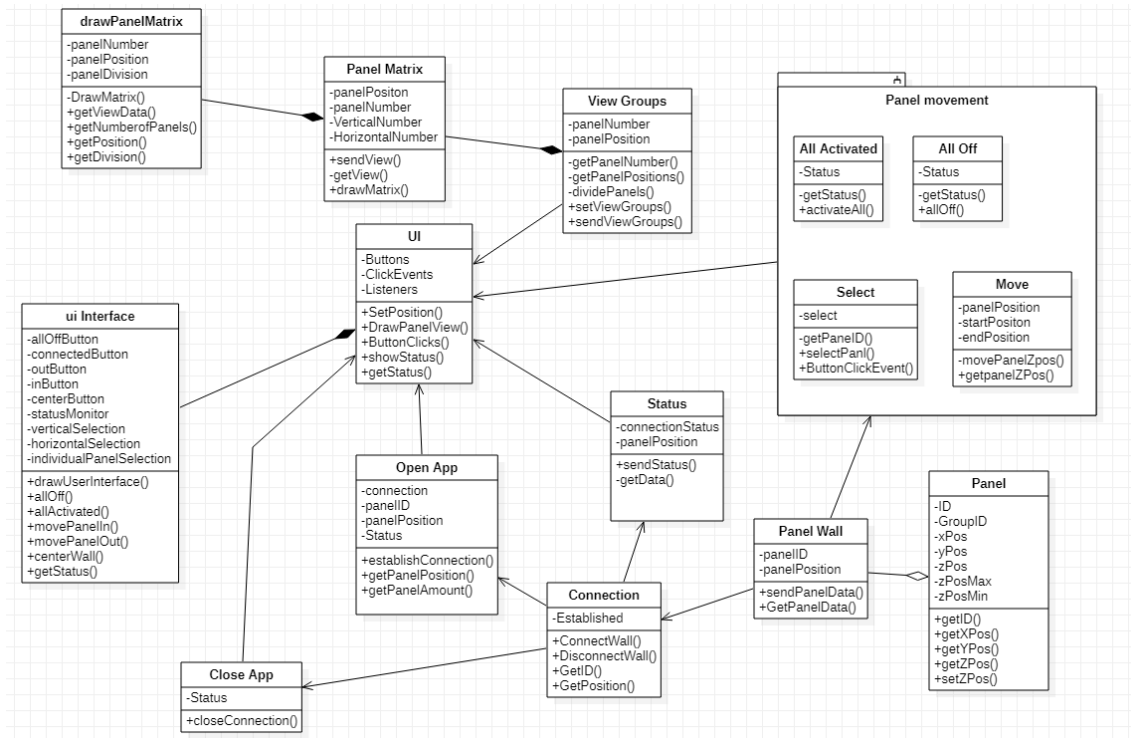 drawPanelMatrix
-panelNumber
-panelPosition
-panelDivision
-DrawMatrix()
+getViewData()
+getNumberofPanels()
+getPosition()
+getDivision()
Panel Matrix
-panelPositon
-panelNumber
-VerticalNumber
-HorizontalNumber
+sendView()
-getView()
+drawMatrix()
View Groups
-panelNumber
-panelPosition
-getPanelNumber()
-getPanelPositions()
-dividePanels()
+setViewGroups()
+sendViewGroups()
Panel movement
All Activated
-Status
-getStatus()
+activateAll()
All Off
-Status
-getStatus()
+allOff()
Select
-select
-getPanelD()
+selectPanl()
+ButtonClickEvent()
Move
-panelPosition
-startPositon
-endPosition
-movePanelZpos()
+getpanelZPos()
UI
-Buttons
-ClickEvents
-Listeners
+SetPosition()
+DrawPanelView()
+ButtonClicks()
+showStatus()
+getStatus()
ui Interface
-allOffButton
-connectedButton
-outButton
-inButton
-centerButton
-statusMonitor
-verticalSelection
-horizontalSelection
-individualPanelSelection
+drawUserInterface()
+allOff()
+allActivated()
+movePanelIn()
+movePanelOut()
+centerWall()
+getStatus()
Status
-connectionStatus
-panelPosition
+sendStatus()
-getData()
Open App
-connection
-panelID
-panelPosition
-Status
+establishConnection()
+getPanelPosition()
+getPanelAmount()
Panel Wall
-panelID
-panelPosition
+sendPanelData()
+GetPanelData()
Panel
-ID
-GroupID
-xPos
-yPos
-zPos
-zPosMax
-zPosMin
+getID()
+getXPos()
+getYPos()
+getZPos()
+setZPos()
Connection
-Established
+ConnectWall()
+DisconnectWall()
+GetID()
+GetPosition()
Close App
-Status
+closeConnection()